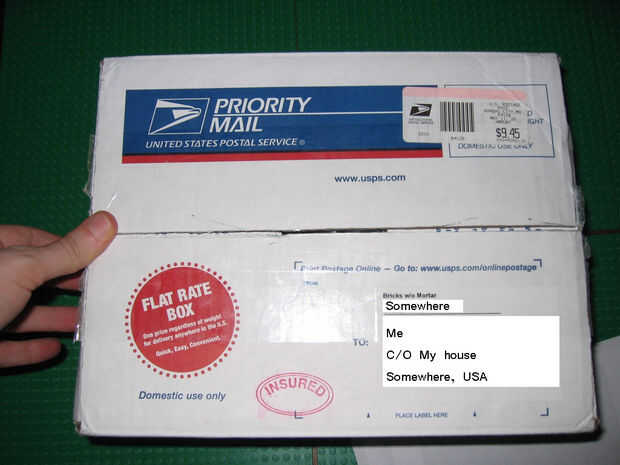 PRIORITY
MAIL
UNITED STATES POSTAL SERVICE ®
$9.45
DOMESTIC USE ONLY
www.usps.com
Print Postage Online — Go to: www.usps.com/onlinepostage
FROM:
Bricks w/o Mortar
Somewhere
TO:
Me
C/O My house
Somewhere, USA
FLAT RATE
BOX
One price regardless of weight
for delivery anywhere in the U.S.
Quick, Easy, Convenient.
Domestic use only
INSURED
PLACE LABEL HERE